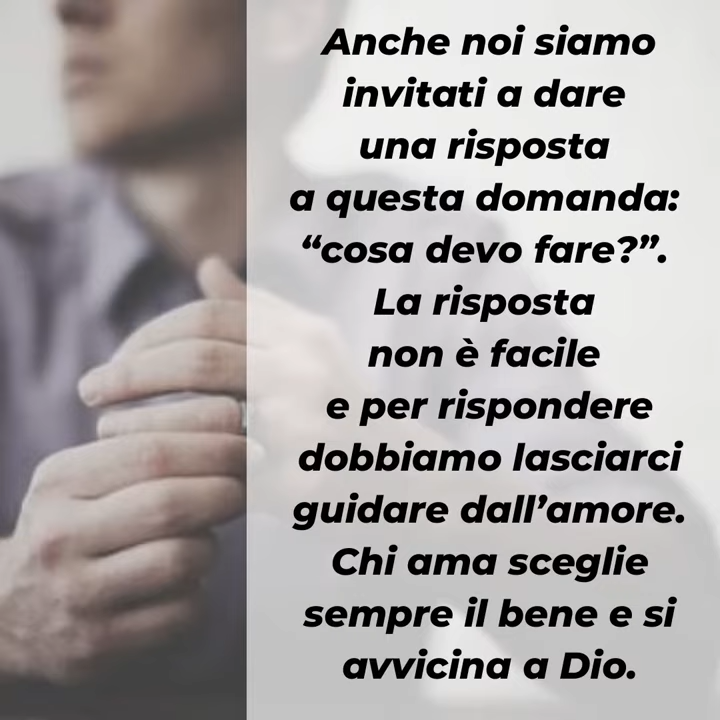 Anche noi siamo
invitati a dare
una risposta
a questa domanda:
“cosa devo fare?”.
La risposta
non è facile
e per rispondere
dobbiamo lasciarci
guidare dall’amore.
Chi ama sceglie
sempre il bene e si
avvicina a Dio.